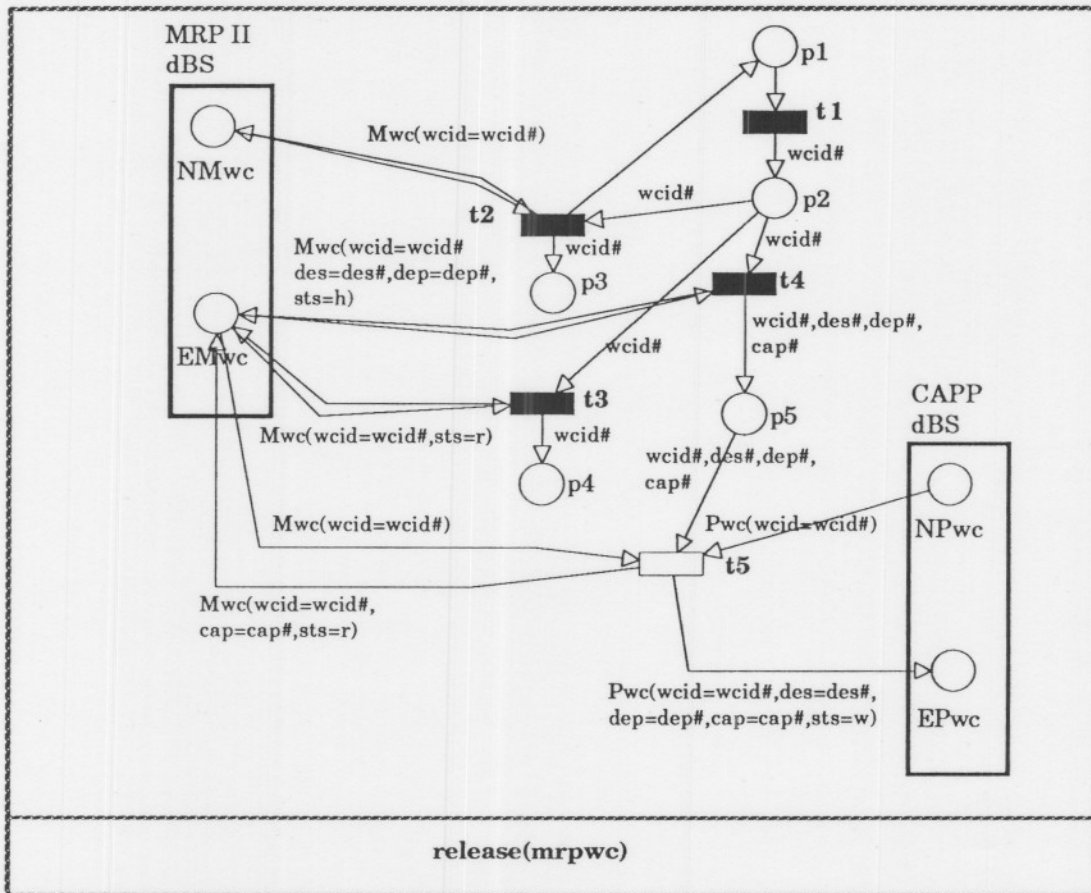 MRP II
dBS
p1
t1
Mwc(wcid=wcid#)
wcid#
NMwc
wcid#
p2
t2
wcid#
wcid#
Mwc(wcid=wcid#
des=des#,dep=dep#,
sts=h)
p3
t4
wcid#,des#,dep#,
cap#
wcid#
EMwc
t3
CAPP
dBS
p5
Mwc(wcid=wcid#,sts=r)
wcid#
wcid#,des#,dep#,
cap#
p4
Mwc(wcid=wcid#)
Pwc(wcid=wcid#)
NPwc
t5
Mwc(wcid=wcid#,
cap=cap#,sts=r)
Pwc(wcid=wcid#,des=des#,
dep=dep#,cap=cap#,sts=w)
EPwc
release(mrpwc)